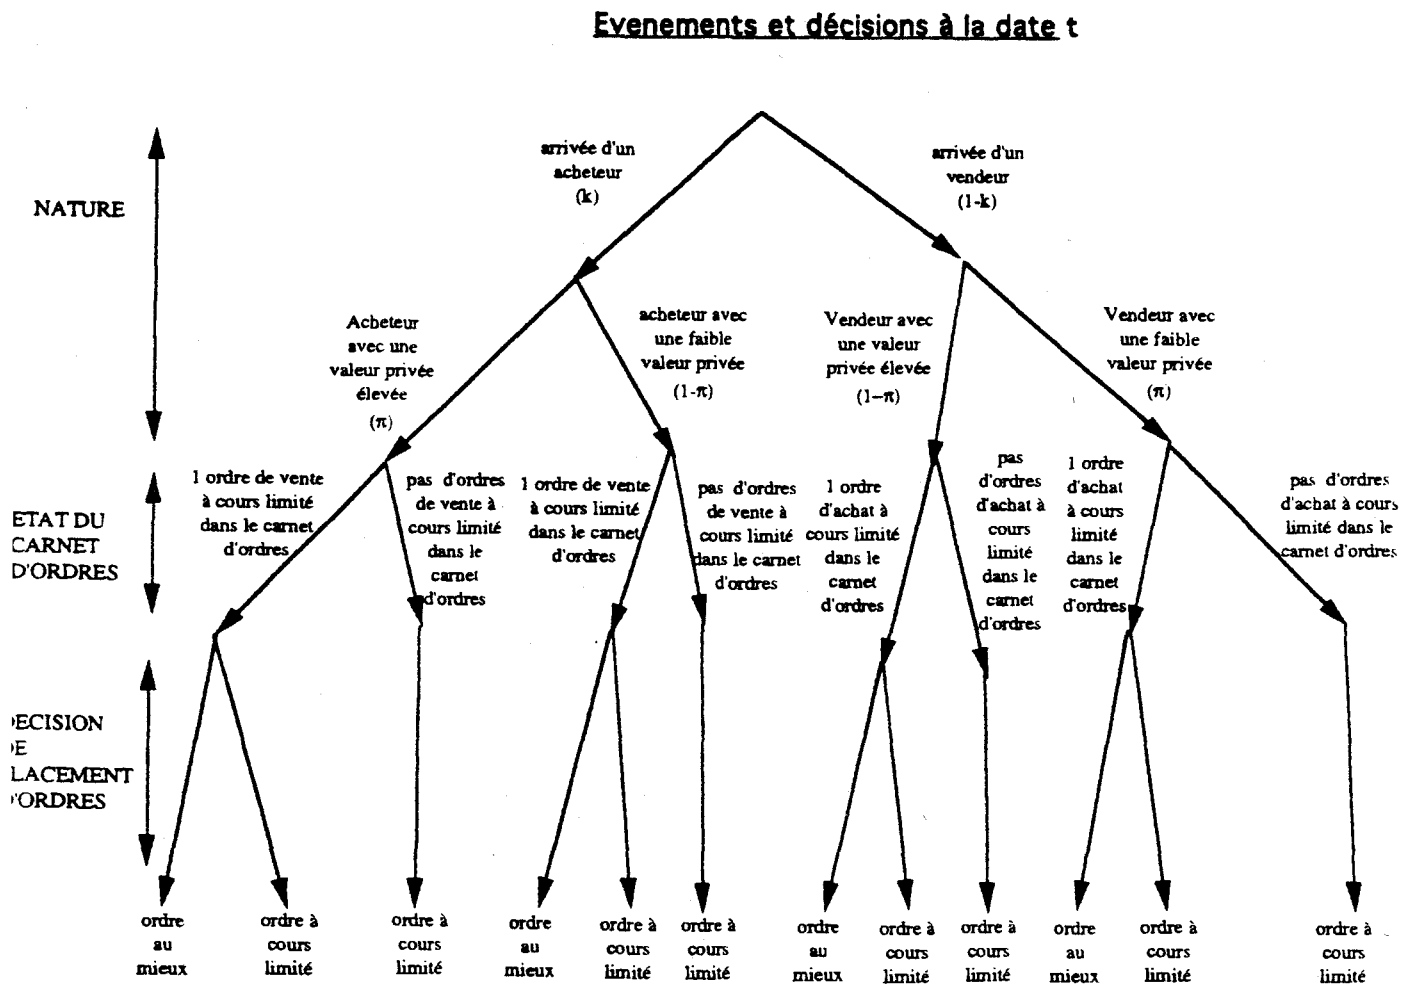 Evenements et décisions à la date t
arrivée d'un
acheteur
(k)
arrivée d'un
vendeur
(1-k)
NATURE
Acheteur
avec une
valeur privée
élevée
(π)
acheteur avec
une faible
valeur privée
(1-π)
Vendeur avec
une valeur
privée élevée
(1-π)
Vendeur avec
une faible
valeur privée
(π)
ETAT DU
CARNET
D'ORDRES
1 ordre de vente
à cours limité
dans le carnet
d'ordres
pas d'ordres
de vente à
cours limité
dans le
carnet
d'ordres
1 ordre de vente
à cours limité
dans le carnet
d'ordres
pas d'ordres
de vente à
cours limité
dans le carnet
d'ordres
1 ordre
d'achat à
cours limité
dans le
carnet
d'ordres
pas
d'ordres
d'achat à
cours
limité
dans le
carnet
d'ordres
1 ordre
d'achat
à cours
limité
dans le
carnet
d'ordres
pas d'ordres
d'achat à cours
limité dans le
carnet d'ordres
ECISION
E
LACEMENT
'ORDRES
ordre
au
mieux
ordre à
cours
limité
ordre à
cours
limité
ordre
au
mieux
ordre à
cours
limité
ordre à
cours
limité
ordre
au
mieux
ordre à
cours
limité
ordre à
cours
limité
ordre
au
mieux
ordre à
cours
limité
ordre à
cours
limité